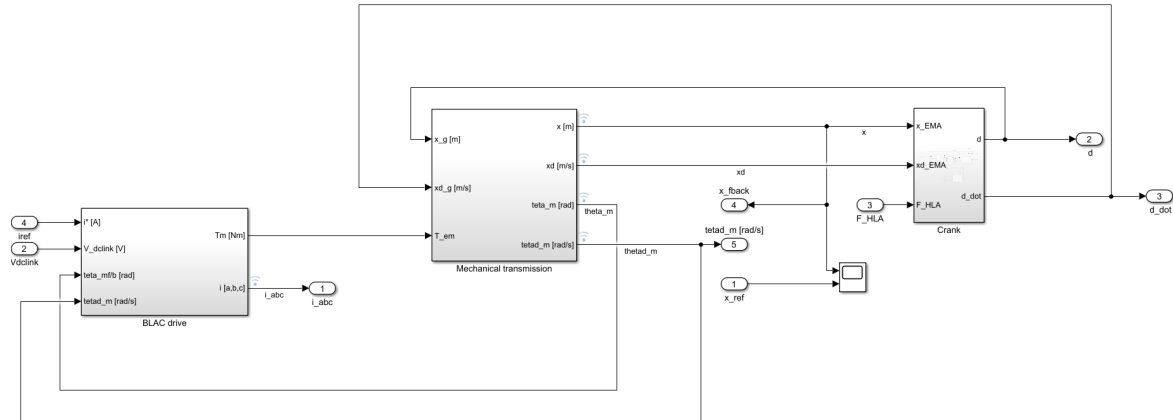 x_g [m]
xd_g [m/s]
T_em
x [m]
xd [m/s]
teta_m [rad]
tetad_m [rad/s]
Mechanical transmission
x
xd
theta_m
thetad_m
x_EMA
xd_EMA
F_HLA
d
d_dot
Crank
2
d
3
d_dot
x_fback
4
3
F_HLA
tetad_m [rad/s]
5
1
x_ref
4
iref
2
Vdclink
i* [A]
V_dclink [V]
teta_mf/b [rad]
tetad_m [rad/s]
Tm [Nm]
i [a,b,c]
BLAC drive
i_abc
1
i_abc